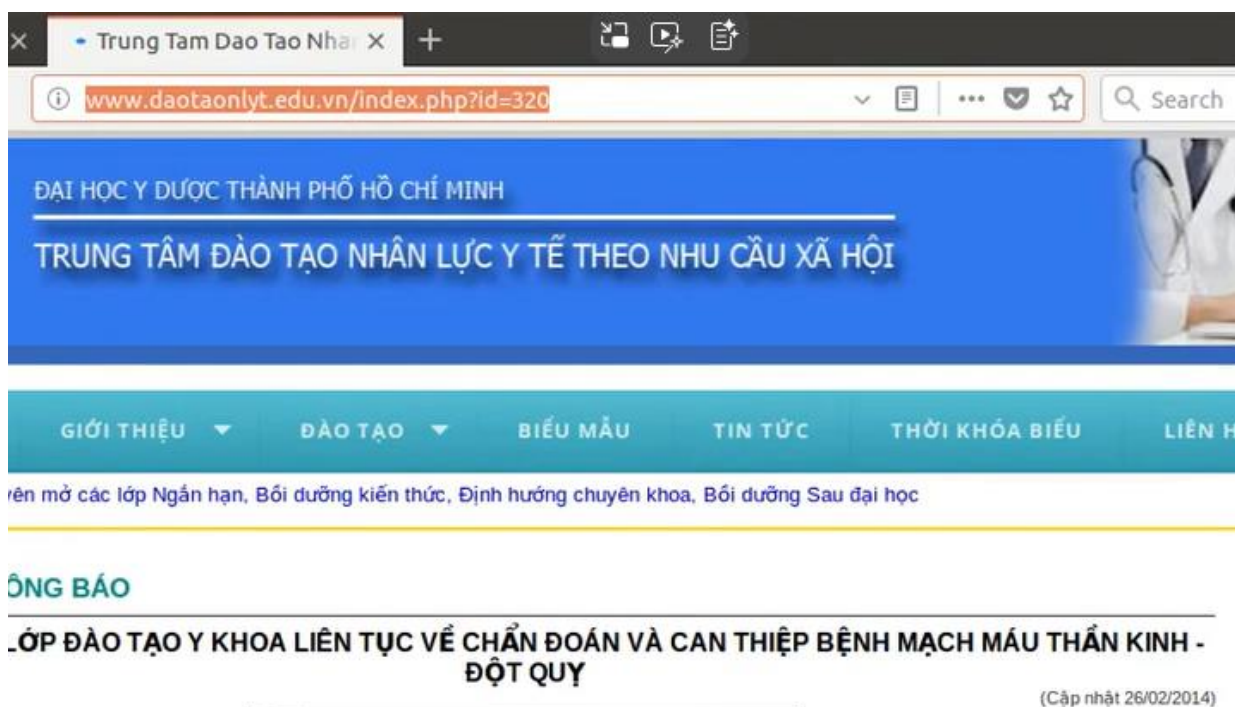 Trung Tam Dao Tao Nhar
www.daotaonlyt.edu.vn/index.php?id=320
Search
ĐẠI HỌC Y DƯỢC THÀNH PHỐ HỒ CHÍ MINH
TRUNG TÂM ĐÀO TẠO NHÂN LỰC Y TẾ THEO NHU CẦU XÃ HỘI
GIỚI THIỆU ĐÀO TẠO BIỂU MẪU TIN TỨC THỜI KHÓA BIỂU LIÊN H
yên mở các lớp Ngắn hạn, Bồi dưỡng kiến thức, Định hướng chuyên khoa, Bồi dưỡng Sau đại học
ÔNG BÁO
LỚP ĐÀO TẠO Y KHOA LIÊN TỤC VỀ CHẨN ĐOÁN VÀ CAN THIỆP BỆNH MẠCH MÁU THẦN KINH -
ĐỘT QUỴ
(Cập nhật 26/02/2014)